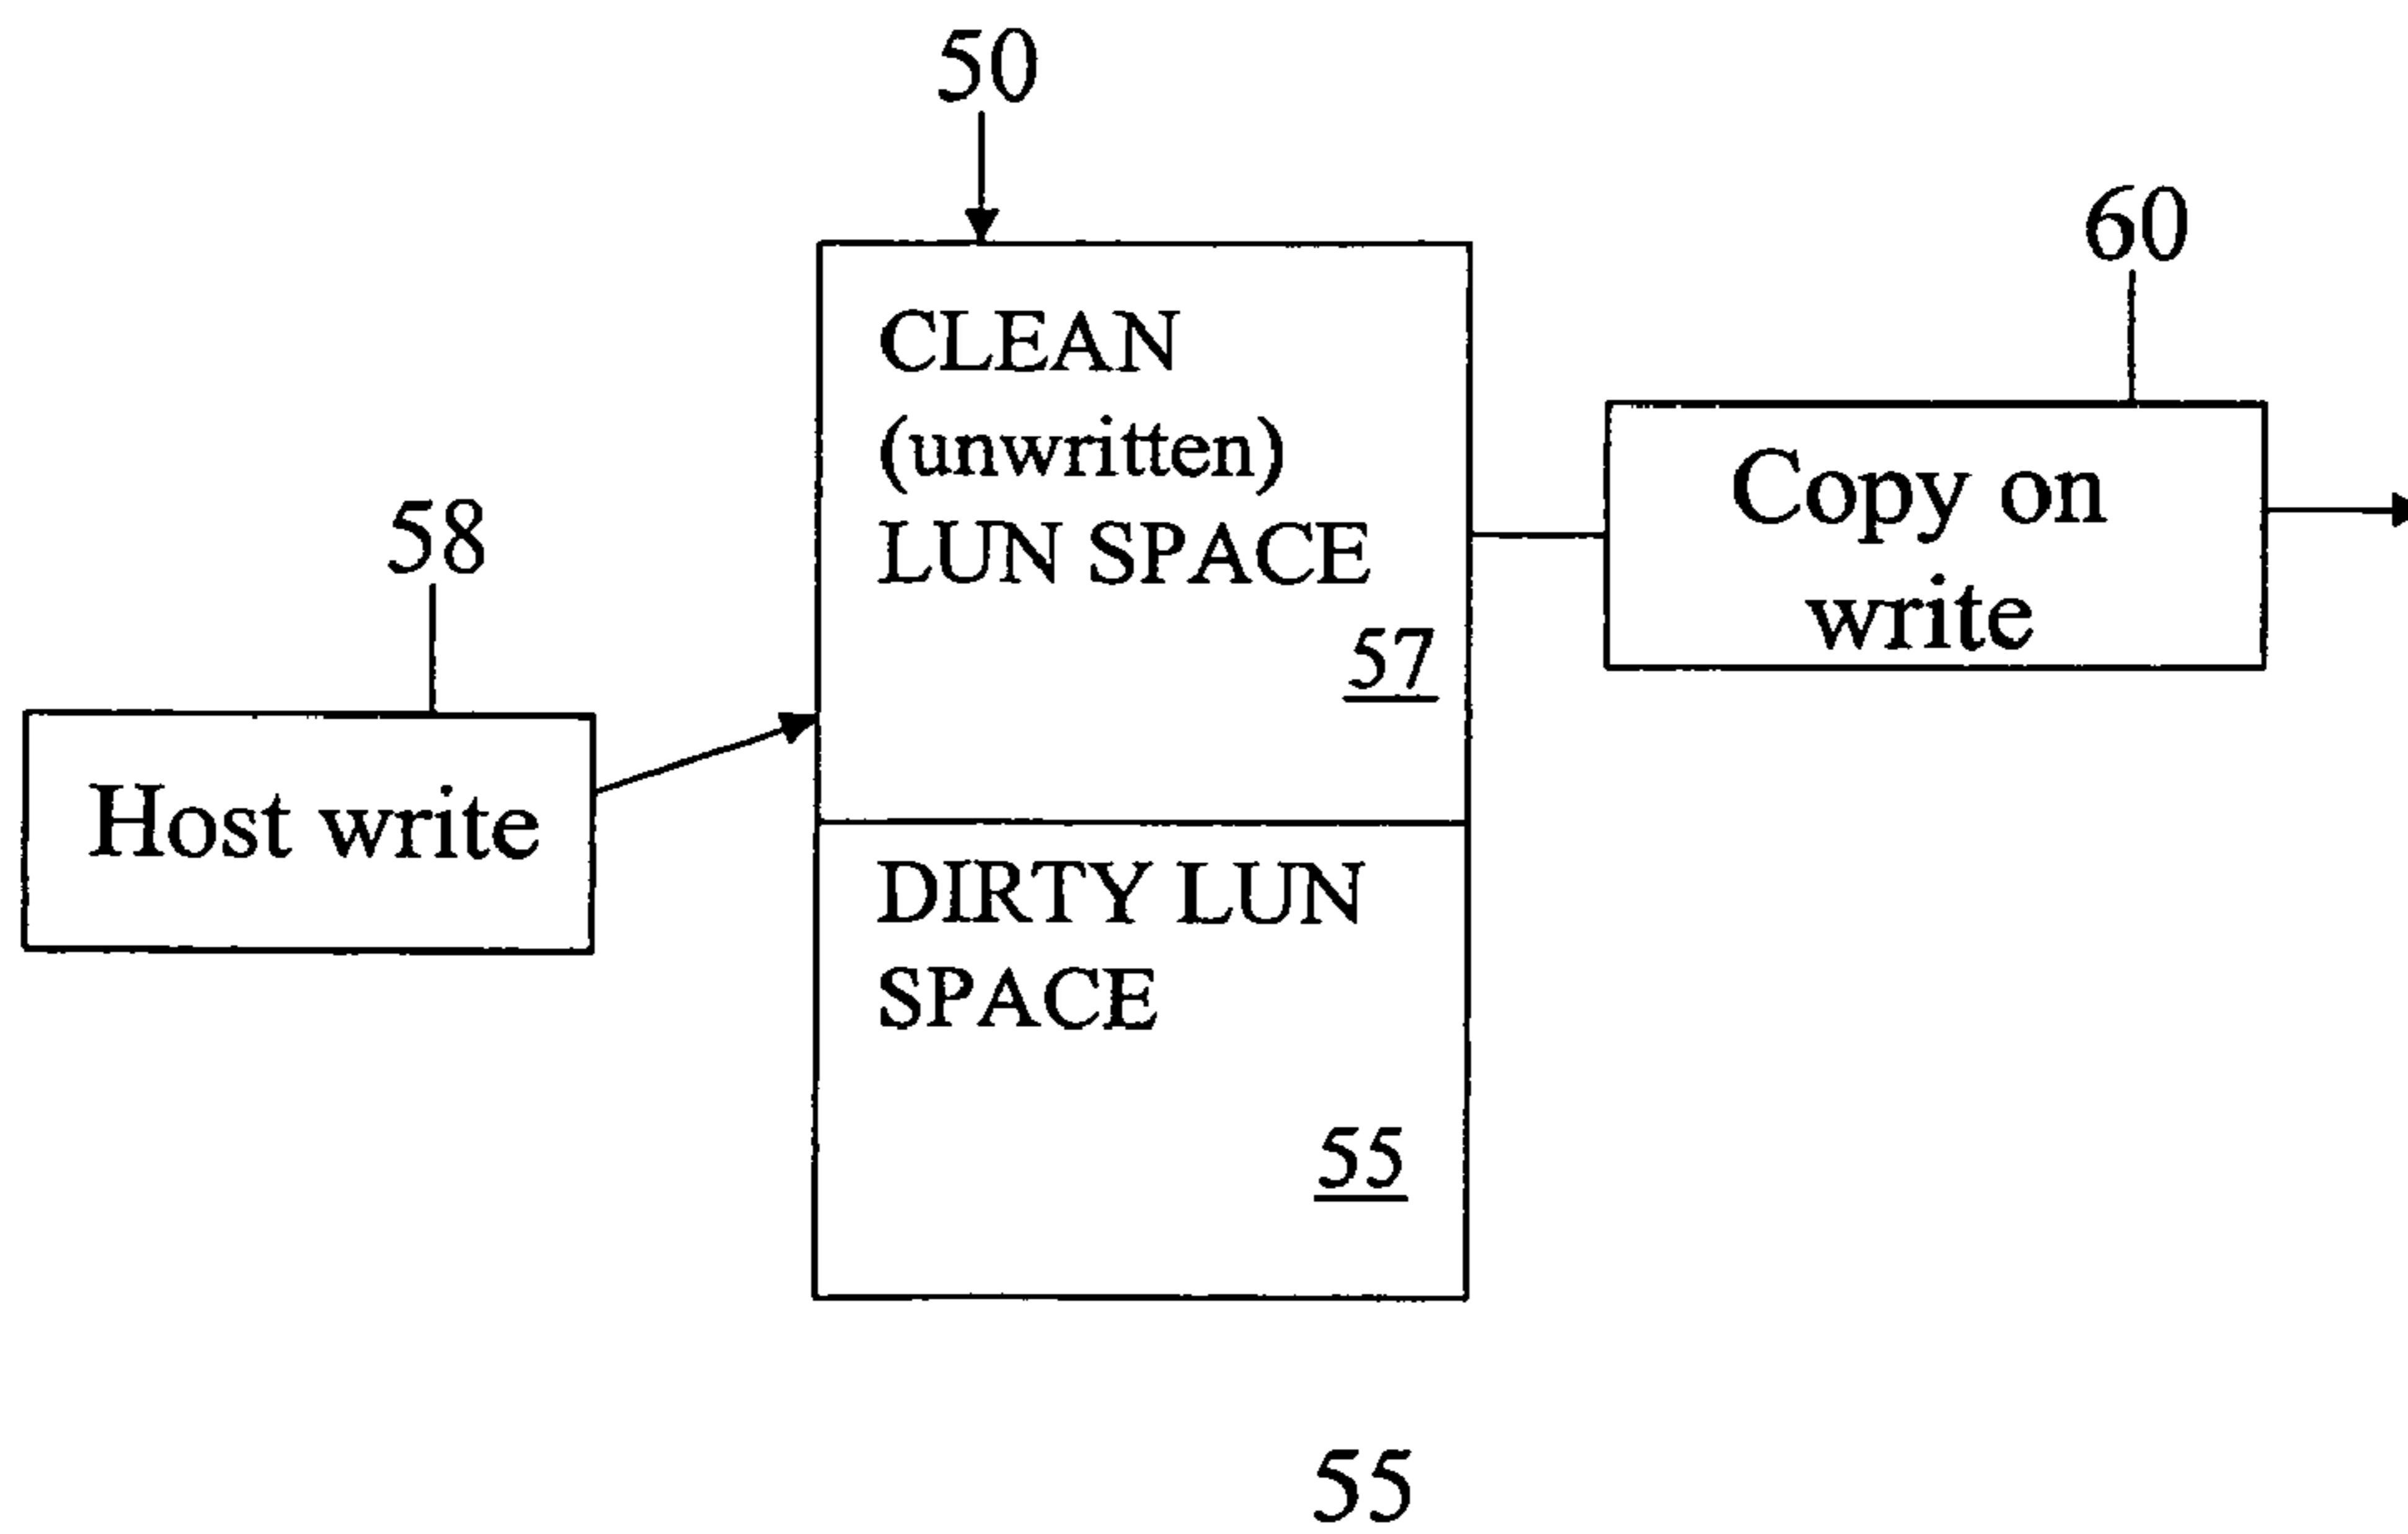 50
60
CLEAN
(unwritten)
LUN SPACE
57
Copy on
write
58
Host write
DIRTY LUN
SPACE
55
55